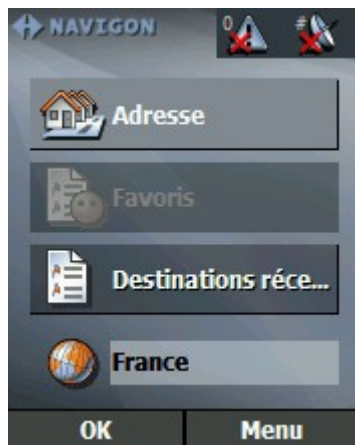 NAVIGON
0
#
Adresse
Favoris
Destinations réce...
France
OK Menu